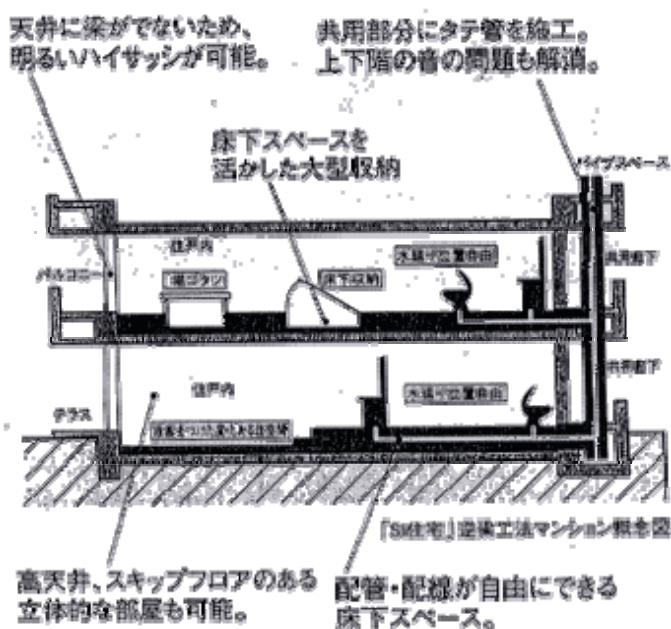 天井に梁がでないため、
明るいハイサッシが可能。
共用部分にタテ管を施工。
上下階の音の問題も解消。
床下スペースを
活かした大型収納
パイプスペース
住戸内
水廻り位置自由
共用廊下
バルコニー
掘ゴタツ
床下収納
住戸内
水廻り位置自由
共用廊下
テラス
「SI住宅」逆梁工法マンション概念図
高天井、スキップフロアのある
立体的な部屋も可能。
配管・配線が自由にできる
床下スペース。